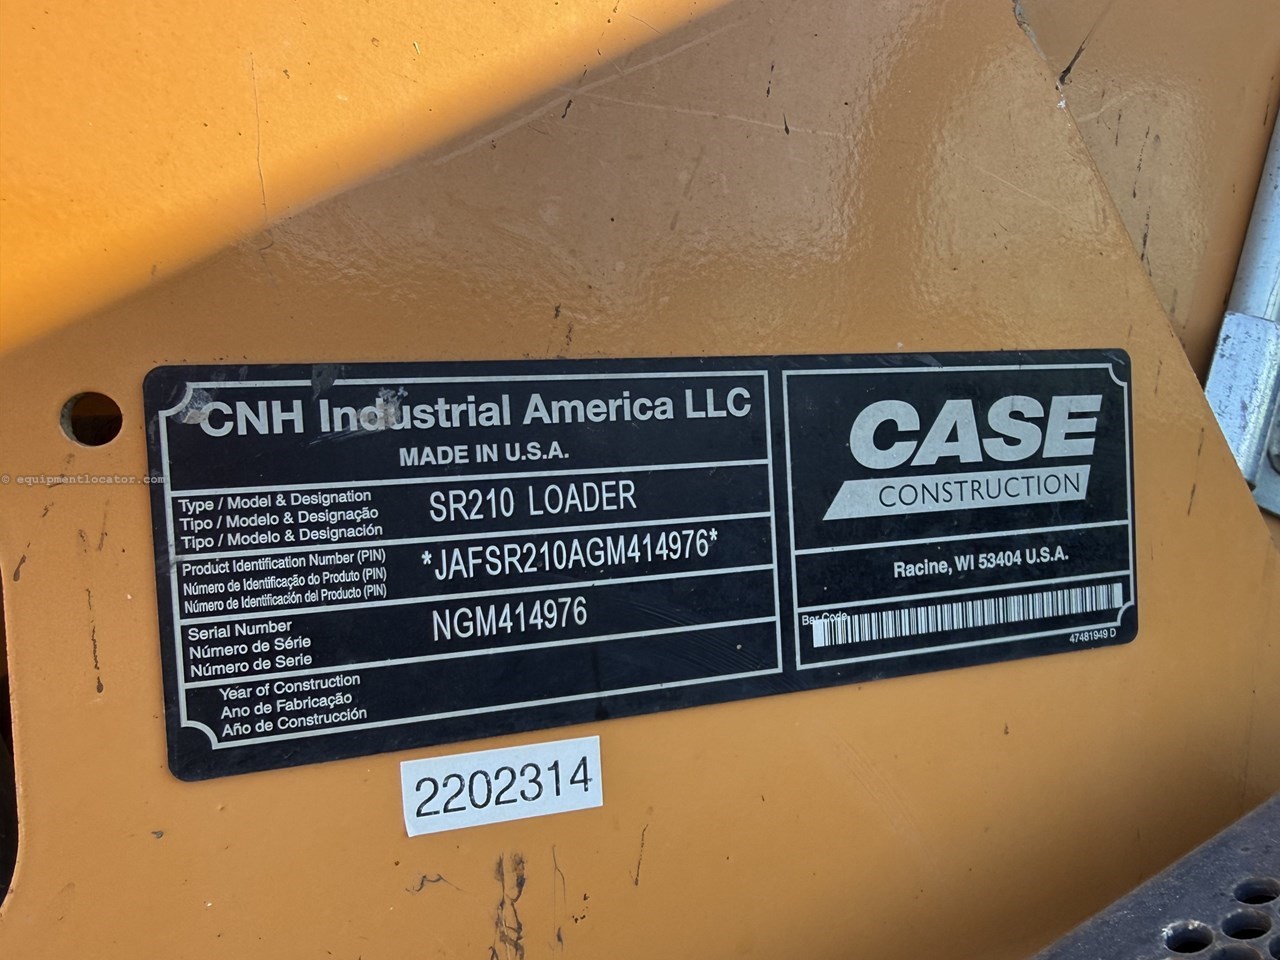 CNH Industrial America LLC
MADE IN U.S.A.
Type / Model & Designation
Tipo / Modelo & Designação
Tipo / Modelo & Designación
SR210 LOADER
Product Identification Number (PIN)
Número de Identificação do Produto (PIN)
Número de Identificación del Producto (PIN)
*JAFSR210AGM414976*
Serial Number
Número de Série
Número de Serie
NGM414976
Year of Construction
Ano de Fabricação
Año de Construcción
CASE
CONSTRUCTION
Racine, WI 53404 U.S.A.
Bar Code
47481949 D
2202314
© equipmentlocator.com